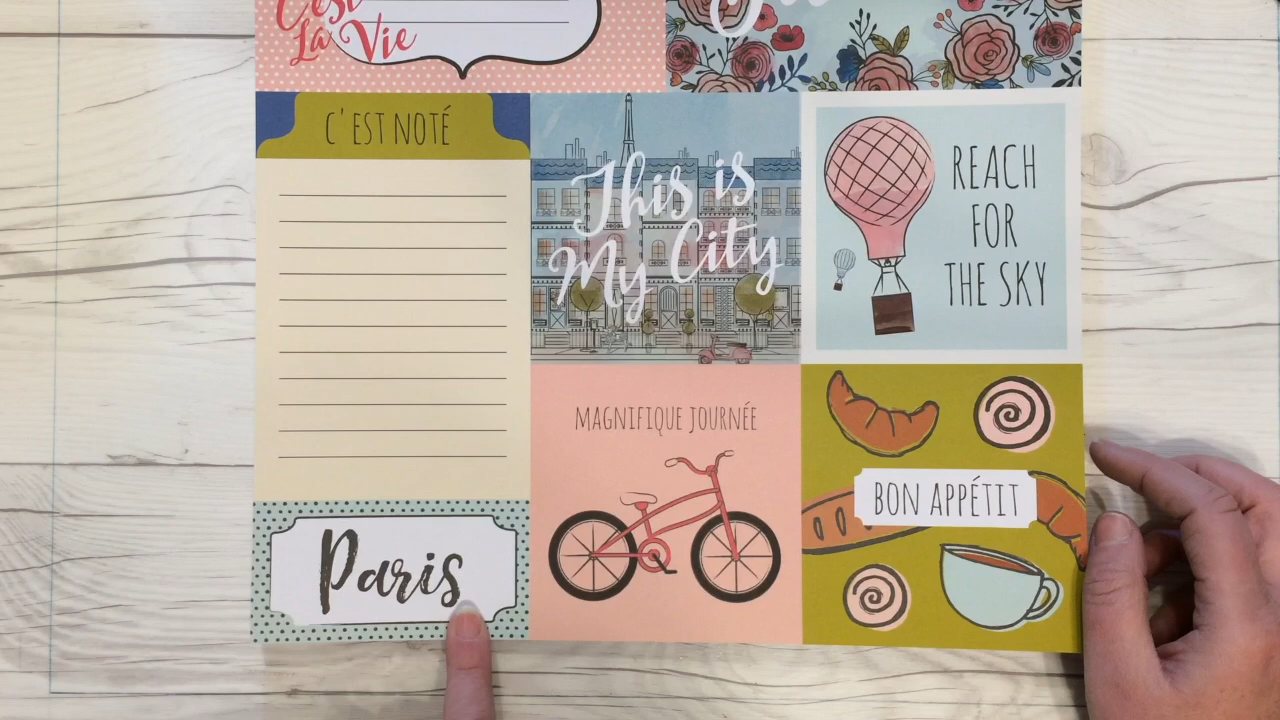 C'est
La Vie
C'EST NOTÉ
This is
My City
REACH
FOR
THE SKY
MAGNIFIQUE JOURNÉE
BON APPÉTIT
Paris